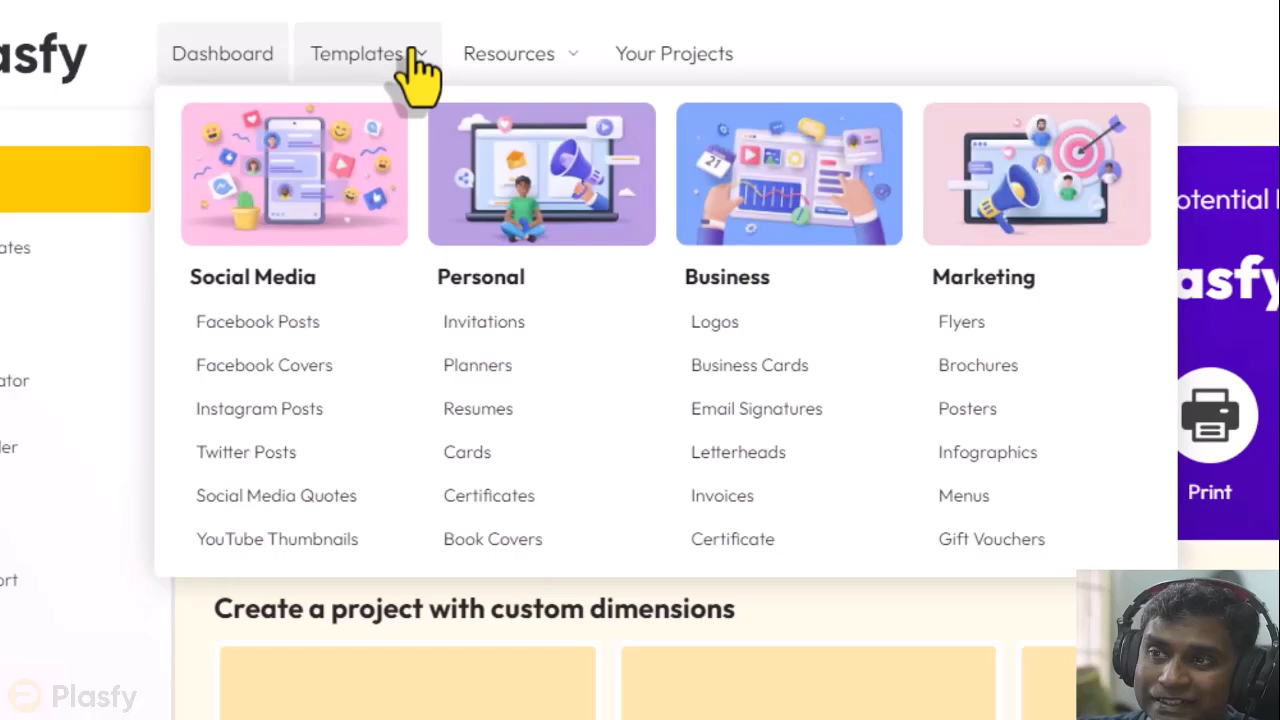 asfy
Dashboard
Templates
Resources
Your Projects
Social Media
Facebook Posts
Facebook Covers
Instagram Posts
Twitter Posts
Social Media Quotes
YouTube Thumbnails
Personal
Invitations
Planners
Resumes
Cards
Certificates
Book Covers
Business
Logos
Business Cards
Email Signatures
Letterheads
Invoices
Certificate
Marketing
Flyers
Brochures
Posters
Infographics
Menus
Gift Vouchers
21
ates
ator
der
ort
otential
asfy
Print
Create a project with custom dimensions
Plasfy